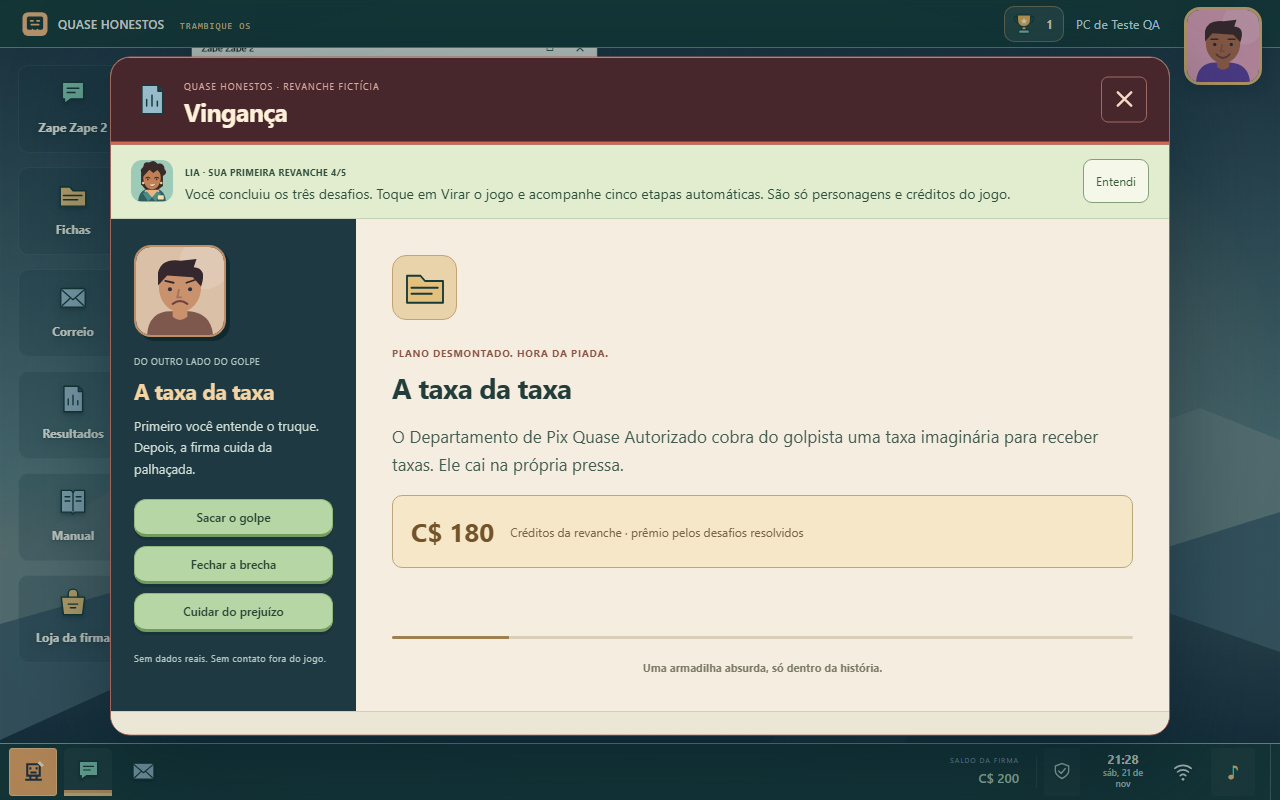 QUASE HONESTOS TRAMBIQUE OS
1 PC de Teste QA
Zape Zape 2
QUASE HONESTOS · REVANCHE FICTÍCIA
Vingança
LIA · SUA PRIMEIRA REVANCHE 4/5
Você concluiu os três desafios. Toque em Virar o jogo e acompanhe cinco etapas automáticas. São só personagens e créditos do jogo.
Entendi
Zape Zape 2
Fichas
Correio
Resultados
Manual
Loja da firma
DO OUTRO LADO DO GOLPE
A taxa da taxa
Primeiro você entende o truque.
Depois, a firma cuida da
palhaçada.
Sacar o golpe
Fechar a brecha
Cuidar do prejuízo
Sem dados reais. Sem contato fora do jogo.
PLANO DESMONTADO. HORA DA PIADA.
A taxa da taxa
O Departamento de Pix Quase Autorizado cobra do golpista uma taxa imaginária para receber
taxas. Ele cai na própria pressa.
C$ 180 Créditos da revanche · prêmio pelos desafios resolvidos
Uma armadilha absurda, só dentro da história.
SALDO DA FIRMA
C$ 200
21:28
sáb, 21 de
nov